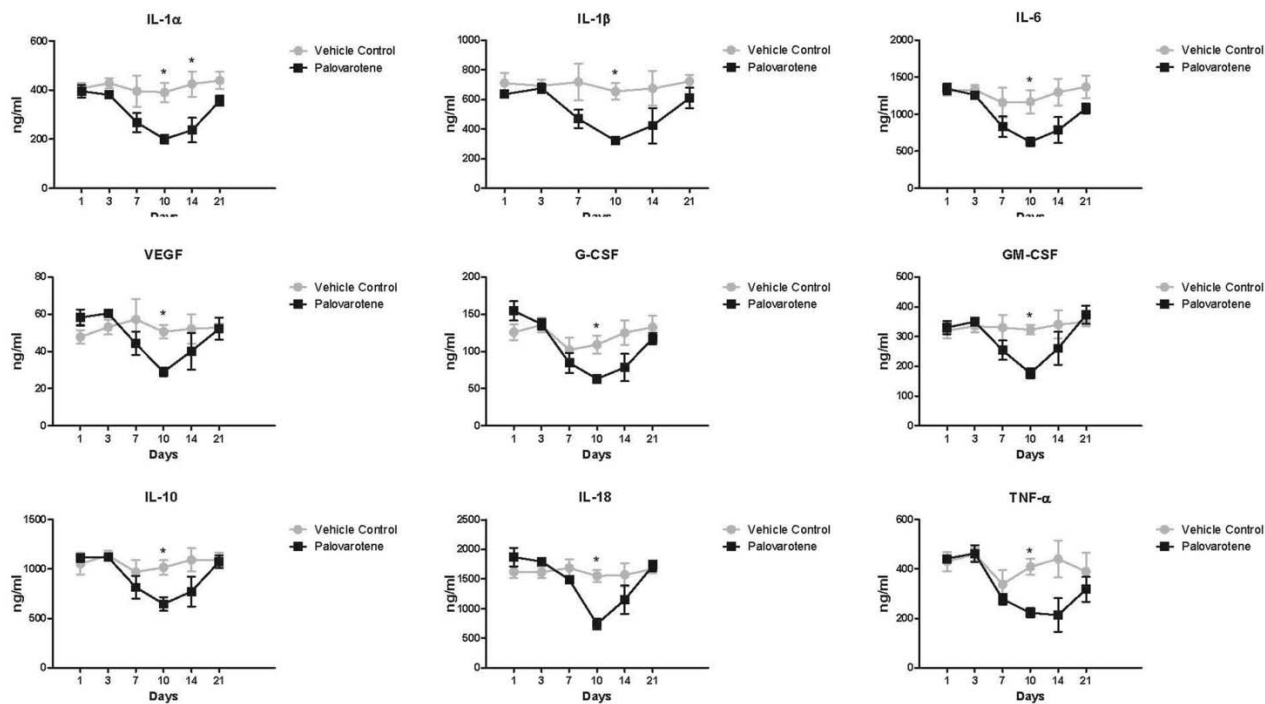 IL-1α
600
400
200
0
ng/ml
*
*
1 3 7 10 14 21
Days
Vehicle Control
Palovarotene
IL-1β
1000
800
600
400
200
0
ng/ml
*
1 3 7 10 14 21
Days
Vehicle Control
Palovarotene
IL-6
2000
1500
1000
500
0
ng/ml
*
1 3 7 10 14 21
Days
Vehicle Control
Palovarotene
VEGF
80
60
40
20
0
ng/ml
*
1 3 7 10 14 21
Days
Vehicle Control
Palovarotene
G-CSF
200
150
100
50
0
ng/ml
*
1 3 7 10 14 21
Days
Vehicle Control
Palovarotene
GM-CSF
500
400
300
200
100
0
ng/ml
*
1 3 7 10 14 21
Days
Vehicle Control
Palovarotene
IL-10
1500
1000
500
0
ng/ml
*
1 3 7 10 14 21
Days
Vehicle Control
Palovarotene
IL-18
2500
2000
1500
1000
500
0
ng/ml
*
1 3 7 10 14 21
Days
Vehicle Control
Palovarotene
TNF-α
600
400
200
0
ng/ml
*
1 3 7 10 14 21
Days
Vehicle Control
Palovarotene